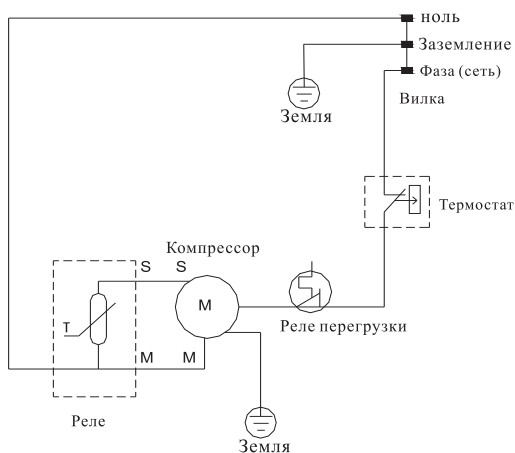 ноль
Заземление
Фаза (сеть)
Вилка
Земля
Термостат
Компрессор
S S
M
Реле перегрузки
T
M M
Реле
Земля